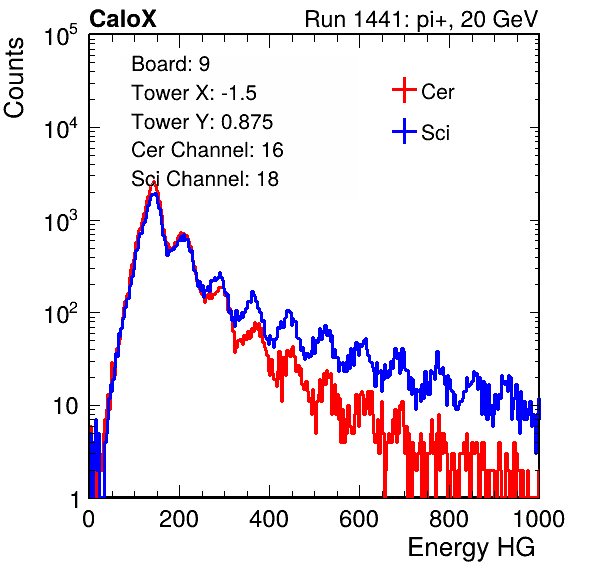 CaloX Run 1441: pi+, 20 GeV
Counts
Board: 9
Tower X: -1.5
Tower Y: 0.875
Cer Channel: 16
Sci Channel: 18
Cer
Sci
10^5
10^4
10^3
10^2
10
1
0 200 400 600 800 1000
Energy HG